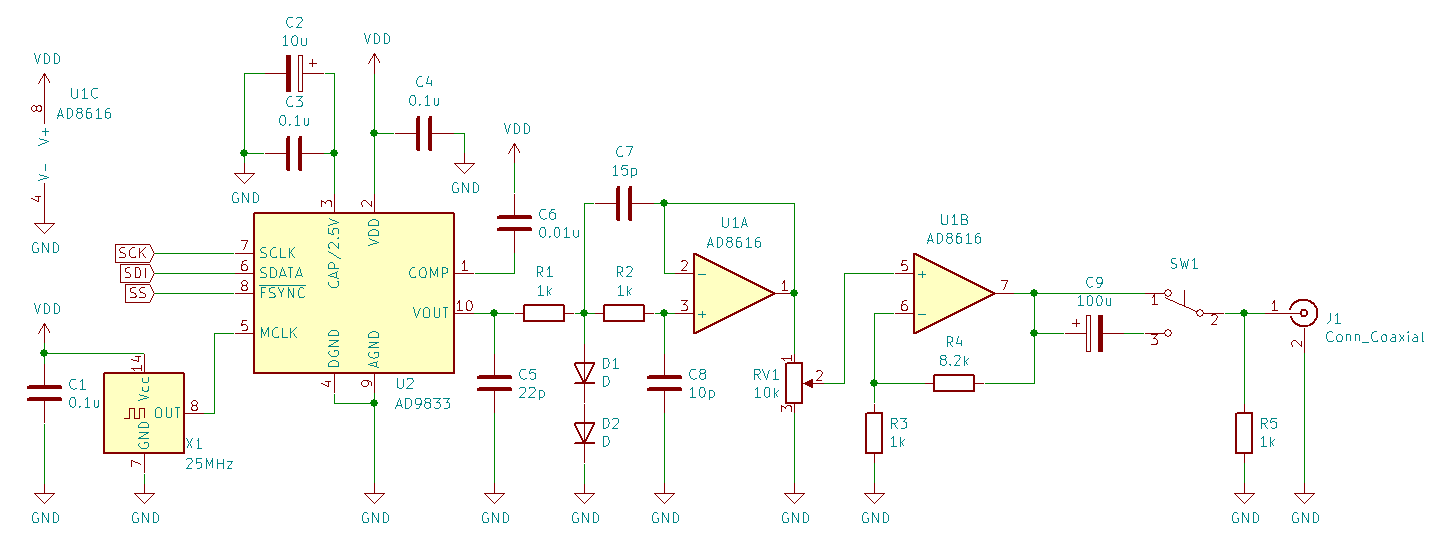 C2
10u
+
VDD
VDD
C4
0.1u
U1C
AD8616
8
V+
C3
0.1u
VDD
C7
15p
V-
4
GND
GND
GND
3
2
CAP/2.5V
VDD
C6
0.01u
U1A
AD8616
U1B
AD8616
SCK
7
SCLK
SDI
6
SDATA
COMP
1
SS
8
FSYNC
R1
1k
R2
1k
2
-
1
5
+
7
SW1
C9
100u
1
VOUT
10
3
+
6
-
+
2
3
1
J1
Conn_Coaxial
2
VDD
5
MCLK
DGND
AGND
4
9
U2
AD9833
C1
0.1u
14
Vcc
OUT
8
GND
7
X1
25MHz
C5
22p
D1
D
D2
D
C8
10p
RV1
10k
1
2
3
R4
8.2k
R3
1k
R5
1k
GND
GND
GND
GND
GND
GND
GND
GND
GND
GND